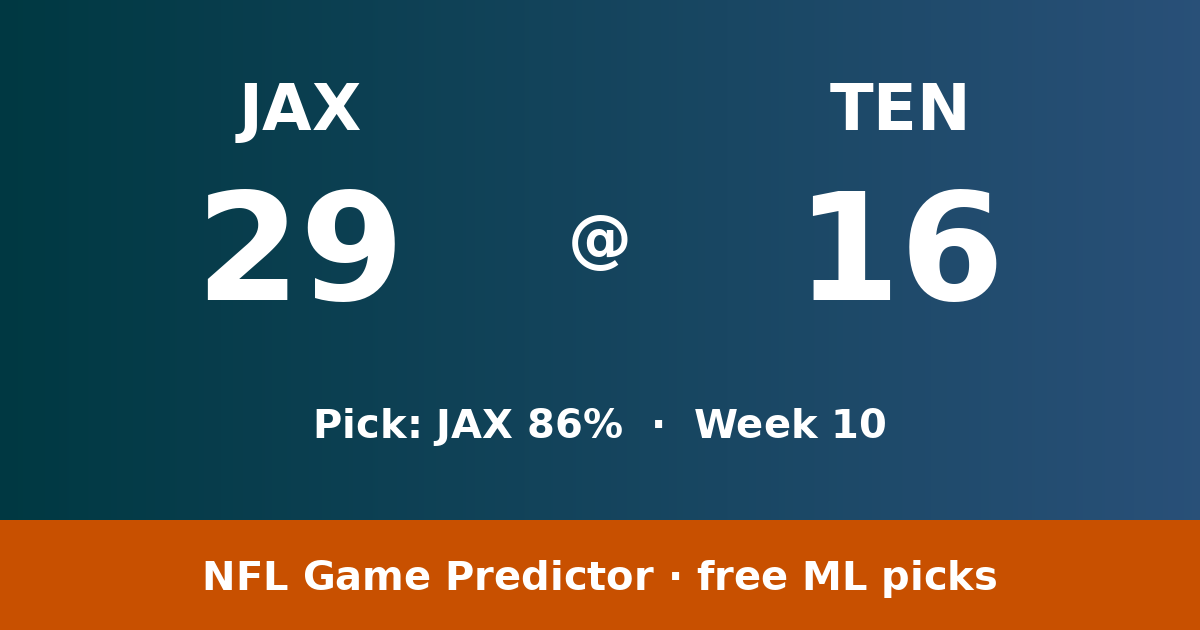 JAX
TEN
29 @ 16
Pick: JAX 86% · Week 10
NFL Game Predictor · free ML picks